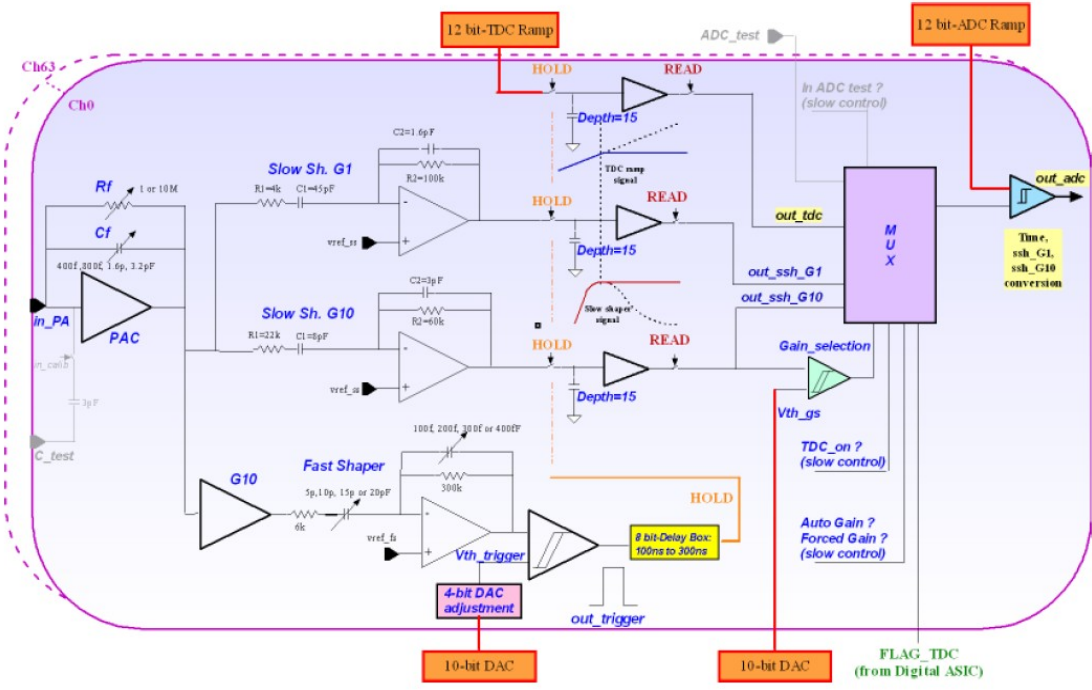 12 bit-TDC Ramp
12 bit-ADC Ramp
ADC_test
Ch63
Ch0
HOLD
READ
In ADC test ?
(slow control)
Depth=15
C2=1.6pF
R2=100k
Slow Sh. G1
R1=4k
C1=45pF
TDC ramp
signal
Rf
1 or 10M
Cf
400f,800f, 1.6p, 3.2pF
HOLD
READ
out_tdc
M
U
X
out_adc
vref_ss
Depth=15
Time,
ssh_G1,
ssh_G10
conversion
out_ssh_G1
out_ssh_G10
in_PA
PAC
Slow Sh. G10
C2=3pF
R2=60k
R1=22k
C1=8pF
Slow shaper
signal
HOLD
READ
Gain_selection
in_calib
3pF
vref_ss
Depth=15
Vth_gs
C_test
100f, 200f, 300f or 400fF
300k
TDC_on ?
(slow control)
G10
Fast Shaper
5p,10p, 15p or 20pF
6k
HOLD
Auto Gain ?
Forced Gain ?
(slow control)
Vth_trigger
8 bit-Delay Box:
100ns to 300ns
4-bit DAC
adjustment
out_trigger
10-bit DAC
10-bit DAC
FLAG_TDC
(from Digital ASIC)